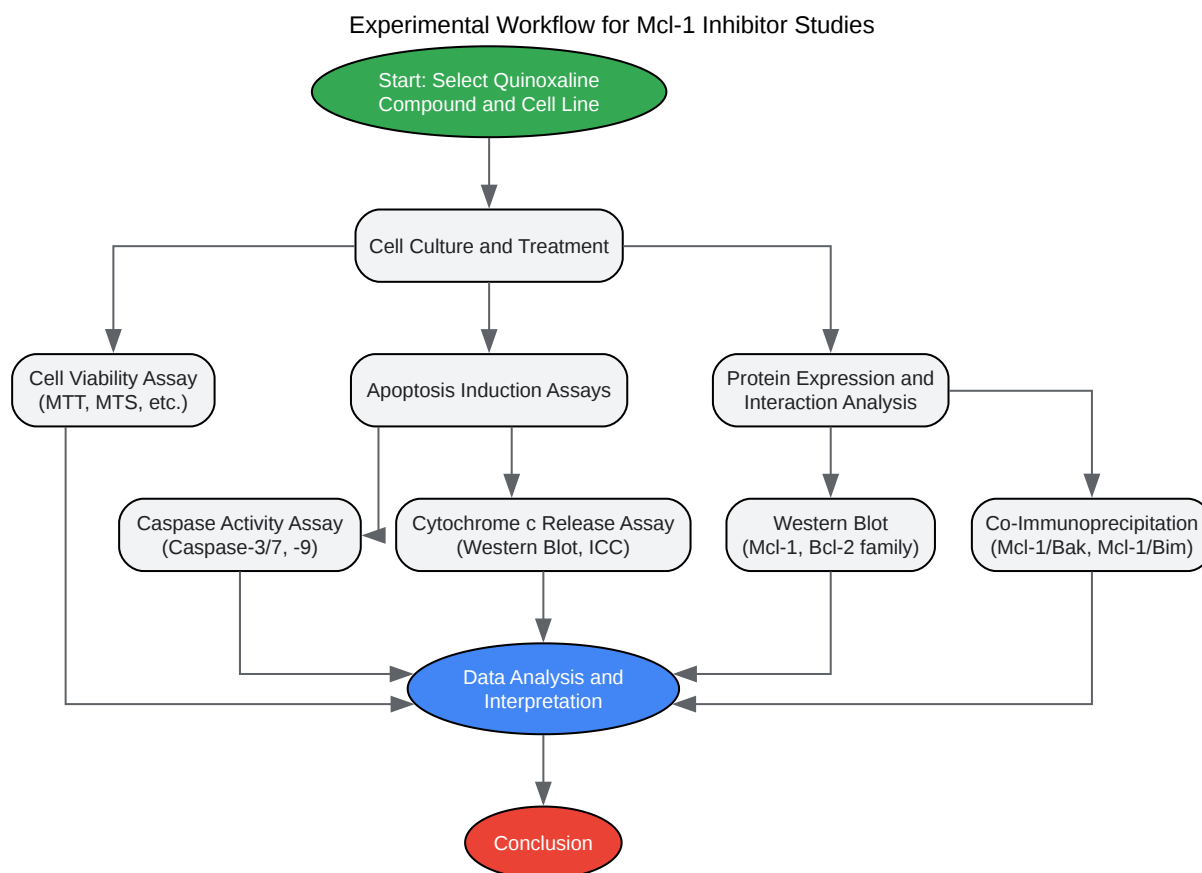 Experimental Workflow for Mcl-1 Inhibitor Studies
Start: Select Quinoxaline
Compound and Cell Line
Cell Culture and Treatment
Cell Viability Assay
(MTT, MTS, etc.)
Apoptosis Induction Assays
Protein Expression and
Interaction Analysis
Caspase Activity Assay
(Caspase-3/7, -9)
Cytochrome c Release Assay
(Western Blot, ICC)
Western Blot
(Mcl-1, Bcl-2 family)
Co-Immunoprecipitation
(Mcl-1/Bak, Mcl-1/Bim)
Data Analysis and
Interpretation
Conclusion